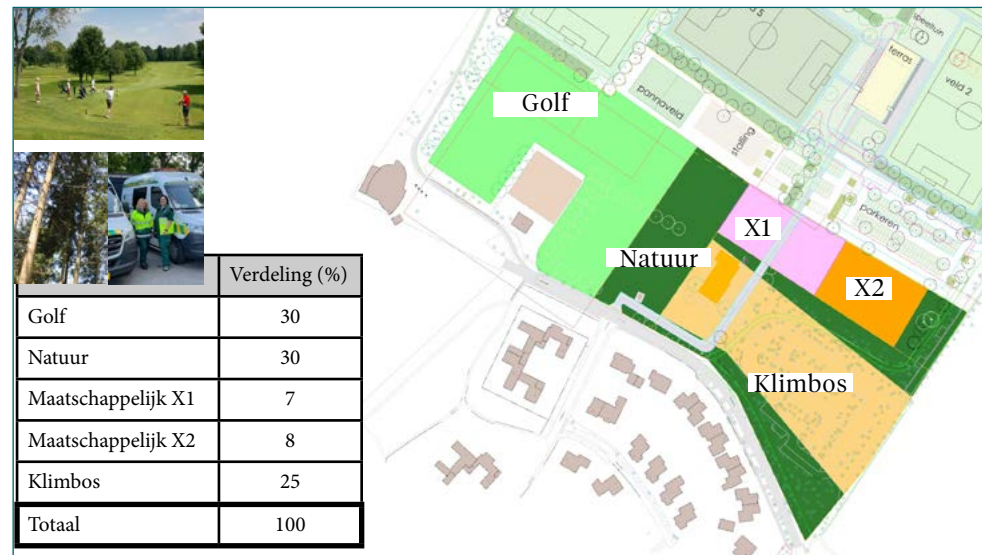 Verdeling (%)
Golf 30
Natuur 30
Maatschappelijk X1 7
Maatschappelijk X2 8
Klimbos 25
Totaal 100
Golf
Natuur
X1
X2
Klimbos
pannaveld
stalling
parkeren
terras
speeltuin
veld 2